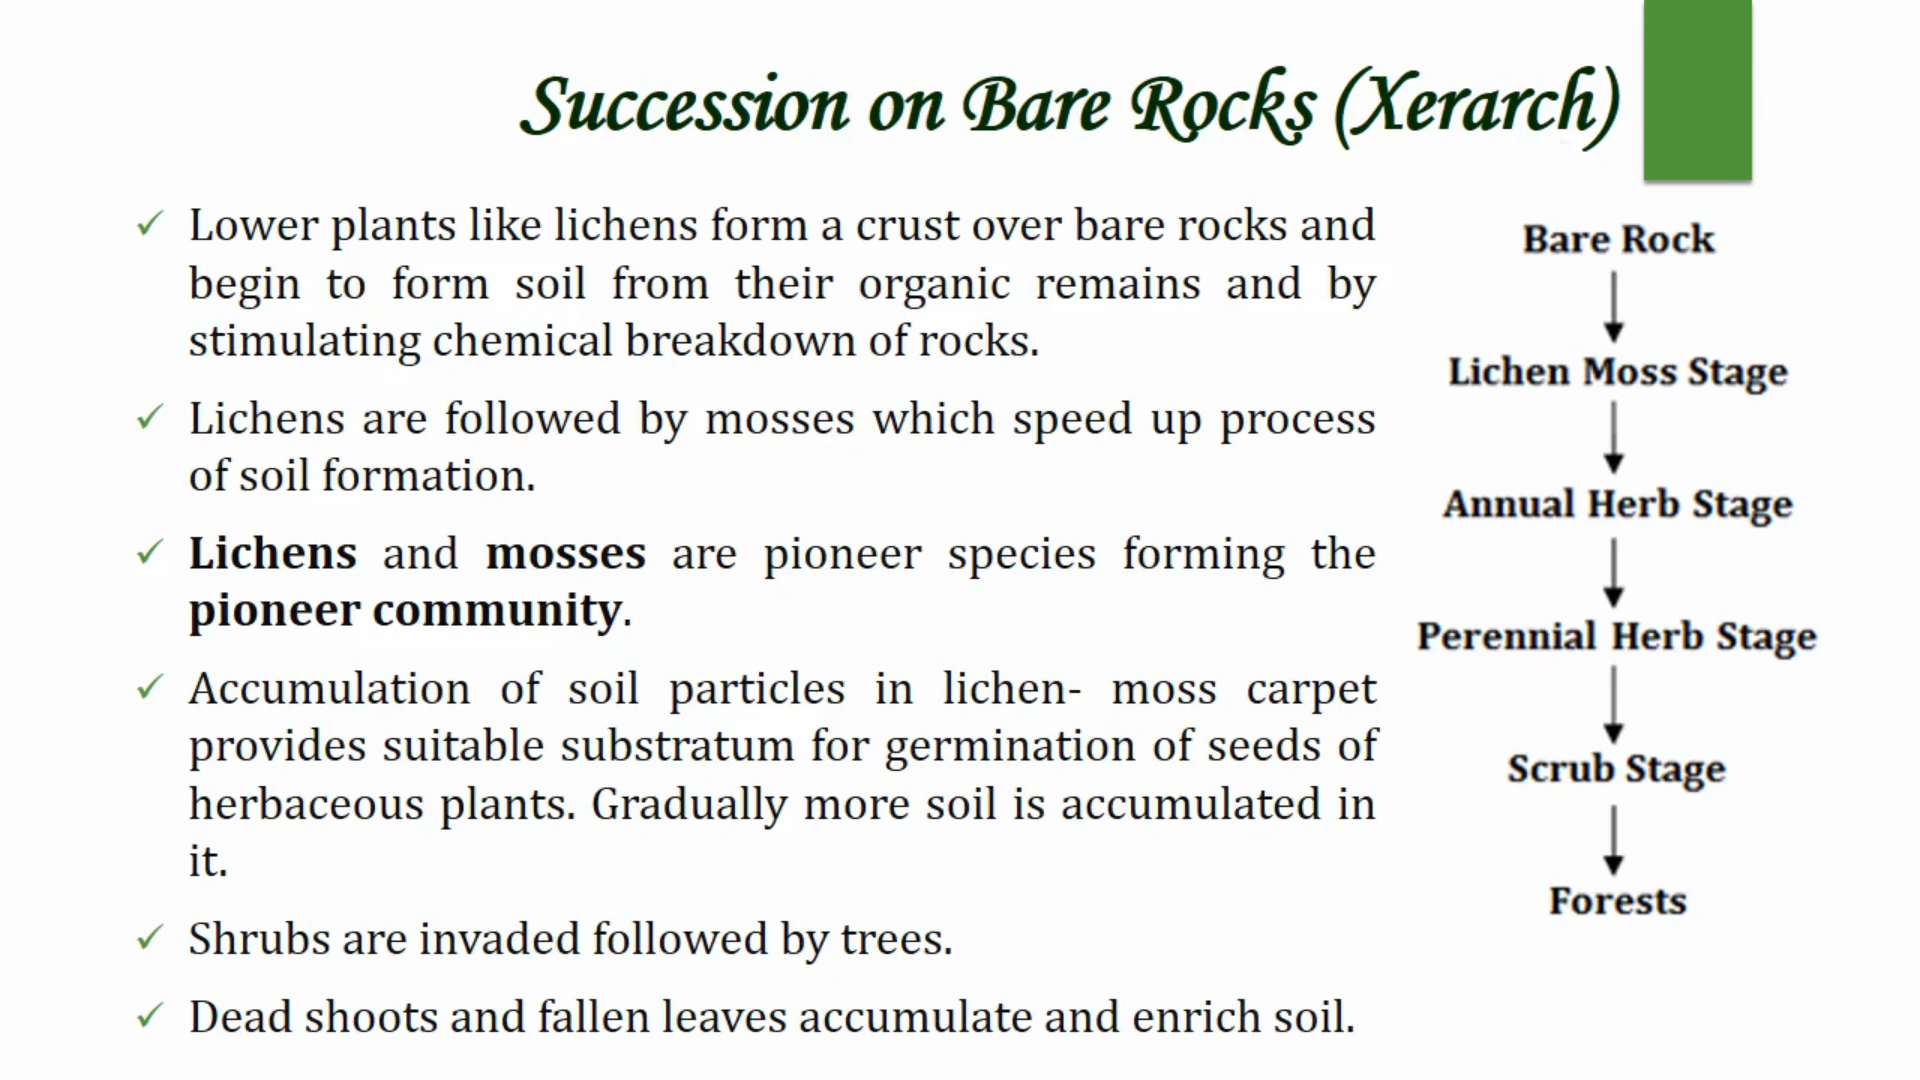 Succession on Bare Rocks (Xerarch)
✓ Lower plants like lichens form a crust over bare rocks and
begin to form soil from their organic remains and by
stimulating chemical breakdown of rocks.
✓ Lichens are followed by mosses which speed up process
of soil formation.
✓ Lichens and mosses are pioneer species forming the
pioneer community.
✓ Accumulation of soil particles in lichen- moss carpet
provides suitable substratum for germination of seeds of
herbaceous plants. Gradually more soil is accumulated in
it.
✓ Shrubs are invaded followed by trees.
✓ Dead shoots and fallen leaves accumulate and enrich soil.
Bare Rock
Lichen Moss Stage
Annual Herb Stage
Perennial Herb Stage
Scrub Stage
Forests